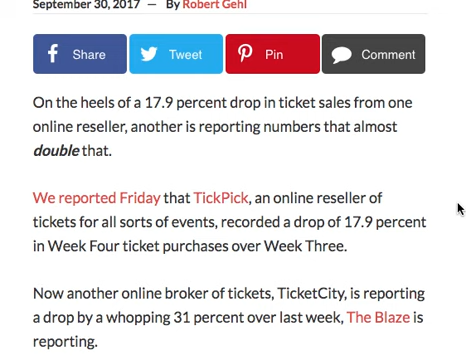 September 30, 2017 — By Robert Gehl
Share Tweet Pin Comment
On the heels of a 17.9 percent drop in ticket sales from one
online reseller, another is reporting numbers that almost
double that.
We reported Friday that TickPick, an online reseller of
tickets for all sorts of events, recorded a drop of 17.9 percent
in Week Four ticket purchases over Week Three.
Now another online broker of tickets, TicketCity, is reporting
a drop by a whopping 31 percent over last week, The Blaze is
reporting.